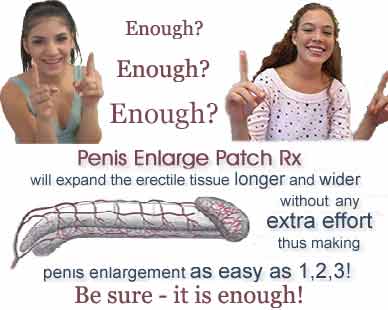 Enough?
Enough?
Enough?
Penis Enlarge Patch Rx
will expand the erectile tissue longer and wider
without any
extra effort
thus making
penis enlargement as easy as 1,2,3!
Be sure - it is enough!